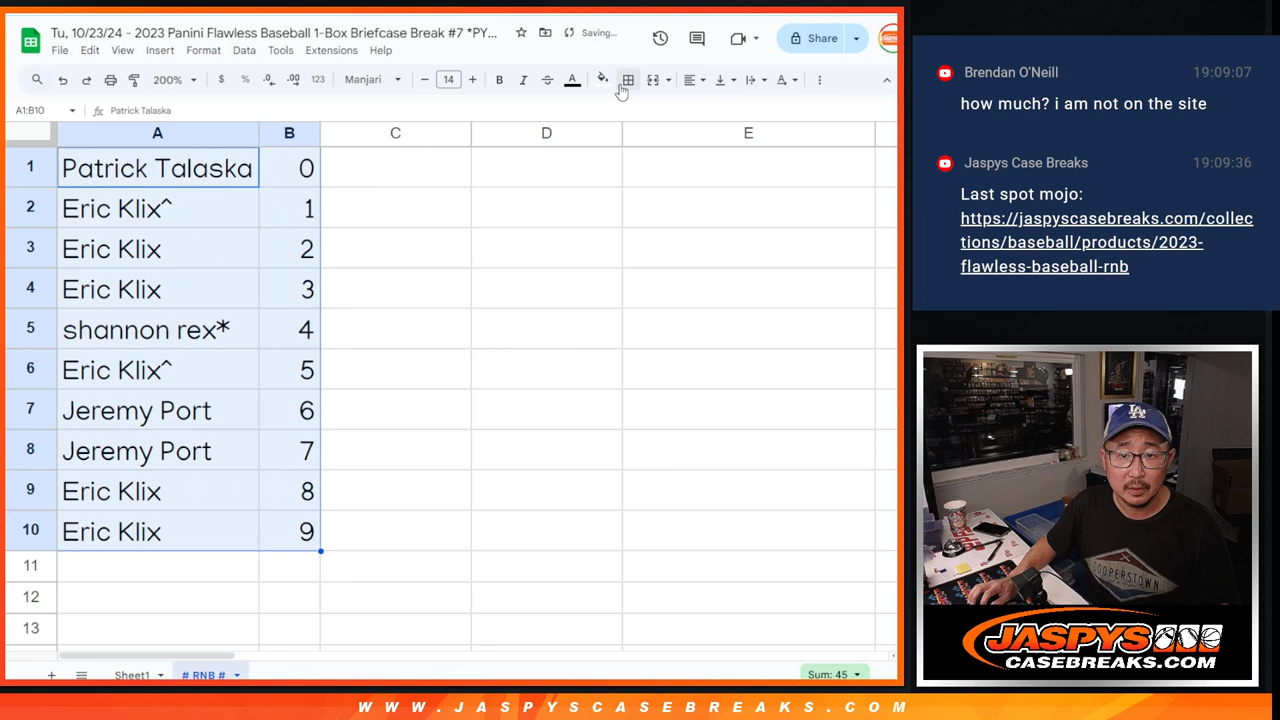 Tu, 10/23/24 - 2023 Panini Flawless Baseball 1-Box Briefcase Break #7 *PY...
Saving...
Share
File Edit View Insert Format Data Tools Extensions Help
200% $ % .0 .00 123 Manjari 14 B I A
A1:B10 fx Patrick Talaska
A B C D E
1 Patrick Talaska 0
2 Eric Klix^ 1
3 Eric Klix 2
4 Eric Klix 3
5 shannon rex* 4
6 Eric Klix^ 5
7 Jeremy Port 6
8 Jeremy Port 7
9 Eric Klix 8
10 Eric Klix 9
11
12
13
Sheet1 # RNB # Sum: 45
Brendan O'Neill 19:09:07
how much? i am not on the site
Jaspys Case Breaks 19:09:36
Last spot mojo:
https://jaspyscasebreaks.com/collec
tions/baseball/products/2023-
flawless-baseball-rnb
LA
COOPERSTOWN
JASPYS
CASEBREAKS.COM
WWW.JASPYSCASEBREAKS.COM